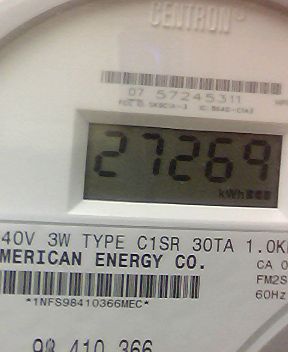 CENTRON®
07 57245311
27269
kWh
40V 3W TYPE C1SR 30TA 1.0K
MERICAN ENERGY CO.
CA 0
FM2S
60Hz
*1NFS98410366MEC*
98 410 366